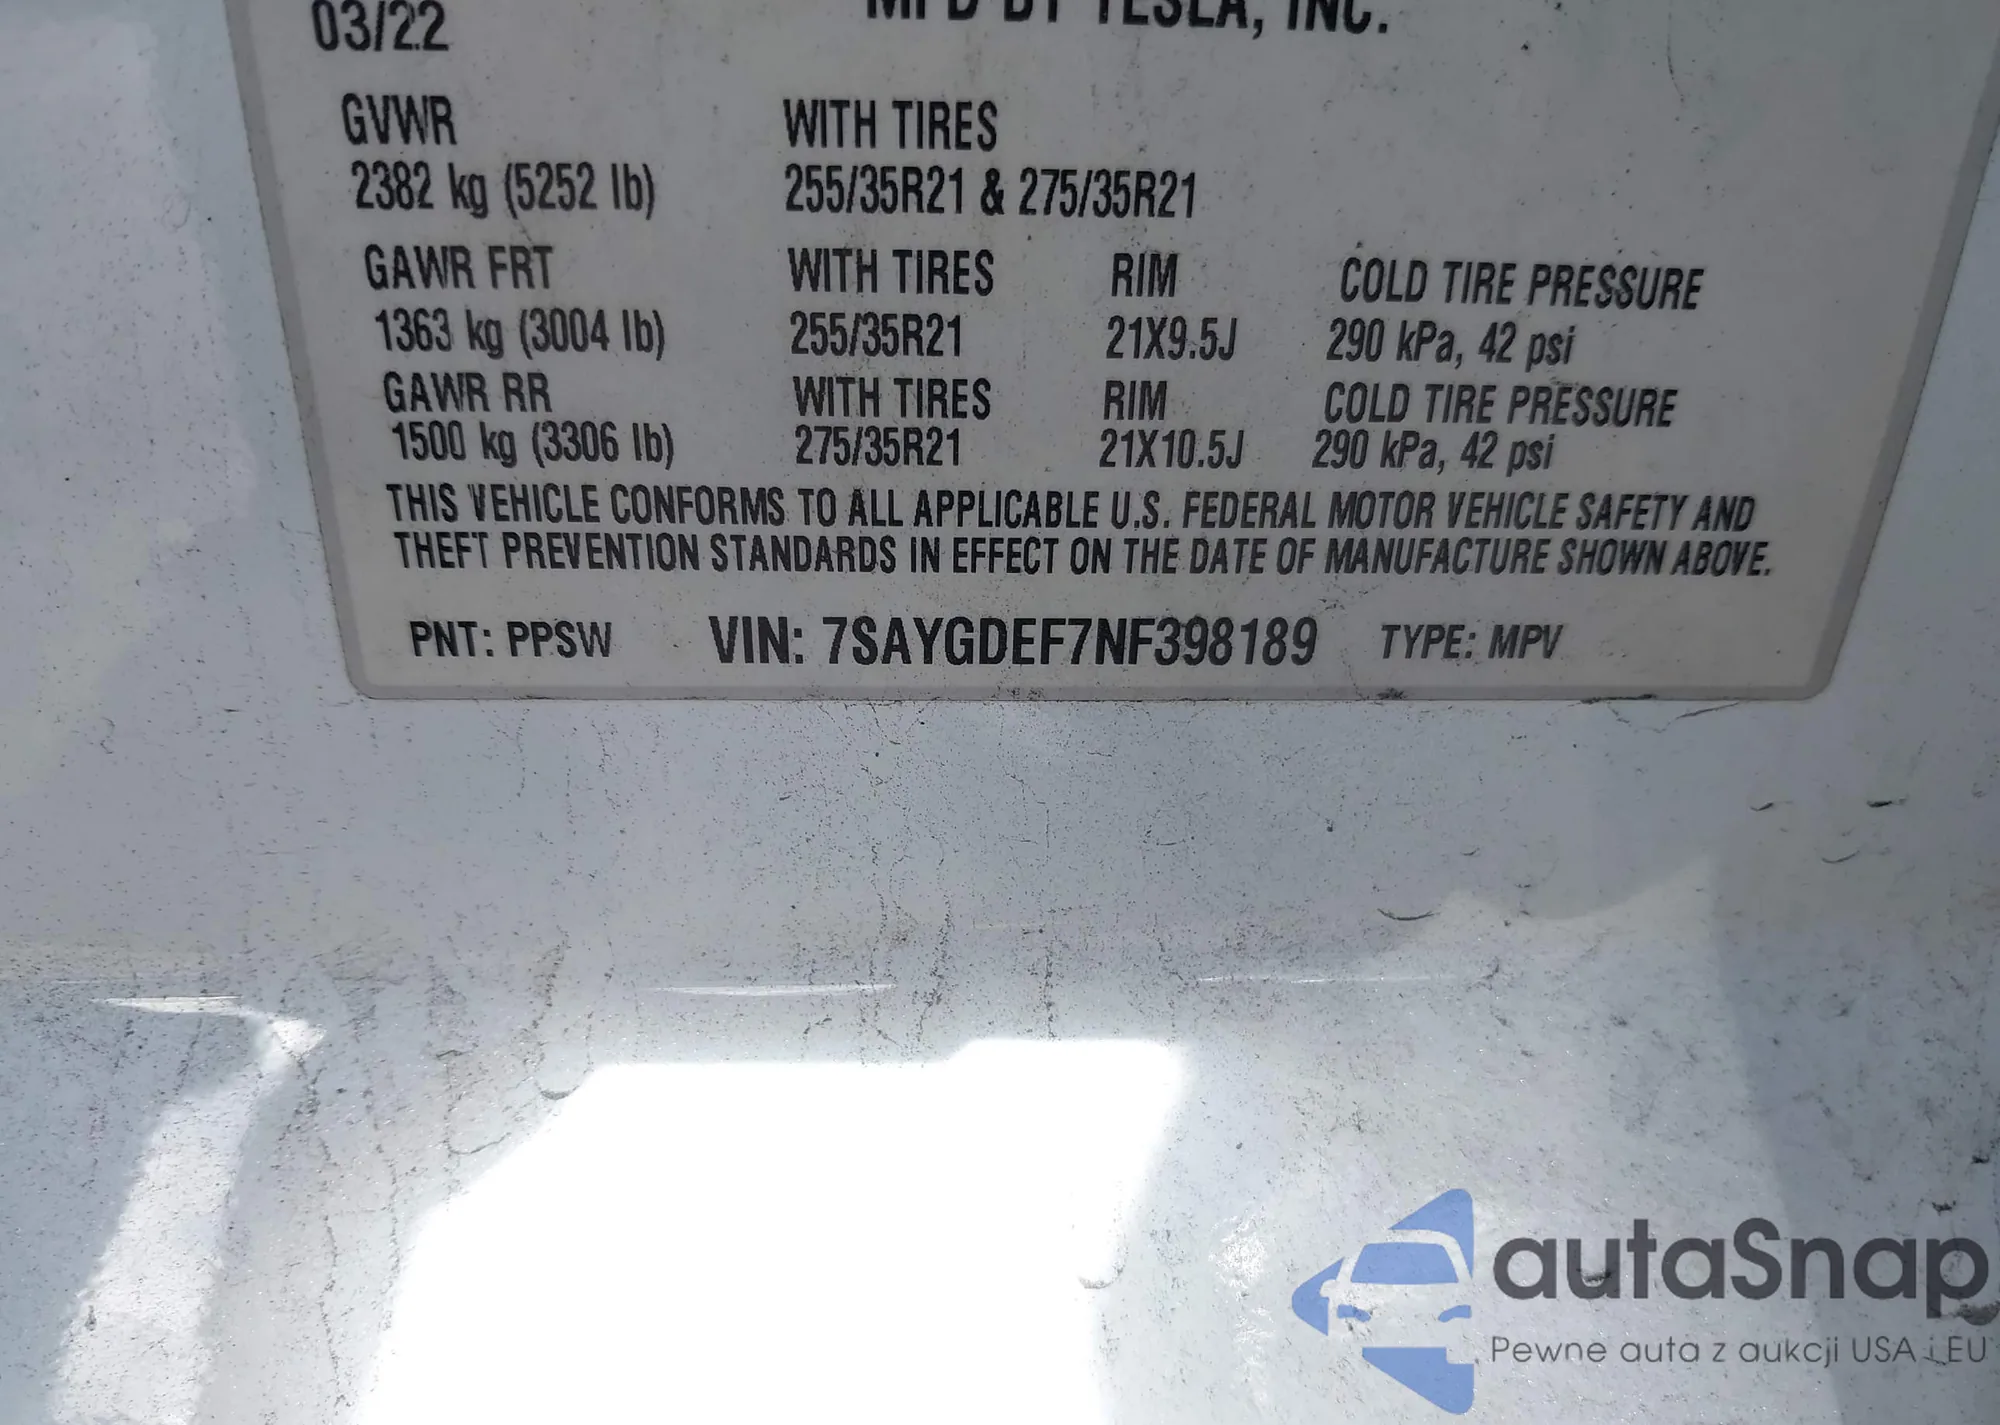 03/22 MFD BY TESLA, INC.
GVWR WITH TIRES
2382 kg (5252 lb) 255/35R21 & 275/35R21
GAWR FRT WITH TIRES RIM COLD TIRE PRESSURE
1363 kg (3004 lb) 255/35R21 21X9.5J 290 kPa, 42 psi
GAWR RR WITH TIRES RIM COLD TIRE PRESSURE
1500 kg (3306 lb) 275/35R21 21X10.5J 290 kPa, 42 psi
THIS VEHICLE CONFORMS TO ALL APPLICABLE U.S. FEDERAL MOTOR VEHICLE SAFETY AND
THEFT PREVENTION STANDARDS IN EFFECT ON THE DATE OF MANUFACTURE SHOWN ABOVE.
PNT: PPSW VIN: 7SAYGDEF7NF398189 TYPE: MPV
autaSnap
Pewne auta z aukcji USA i EU